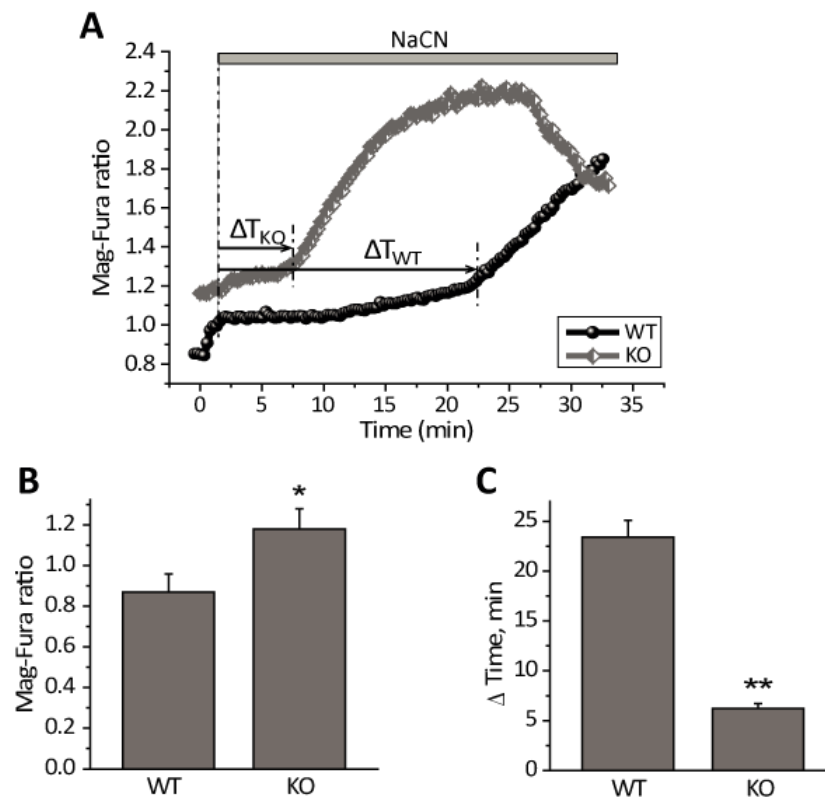 A
NaCN
2.4
2.2
2.0
1.8
1.6
1.4
1.2
1.0
0.8
Mag-Fura ratio
ΔT_KO
ΔT_WT
WT
KO
0 5 10 15 20 25 30 35
Time (min)
B
*
1.2
1.0
0.8
0.6
0.4
0.2
0.0
Mag-Fura ratio
WT KO
C
25
20
15
10
5
0
Δ Time, min
**
WT KO